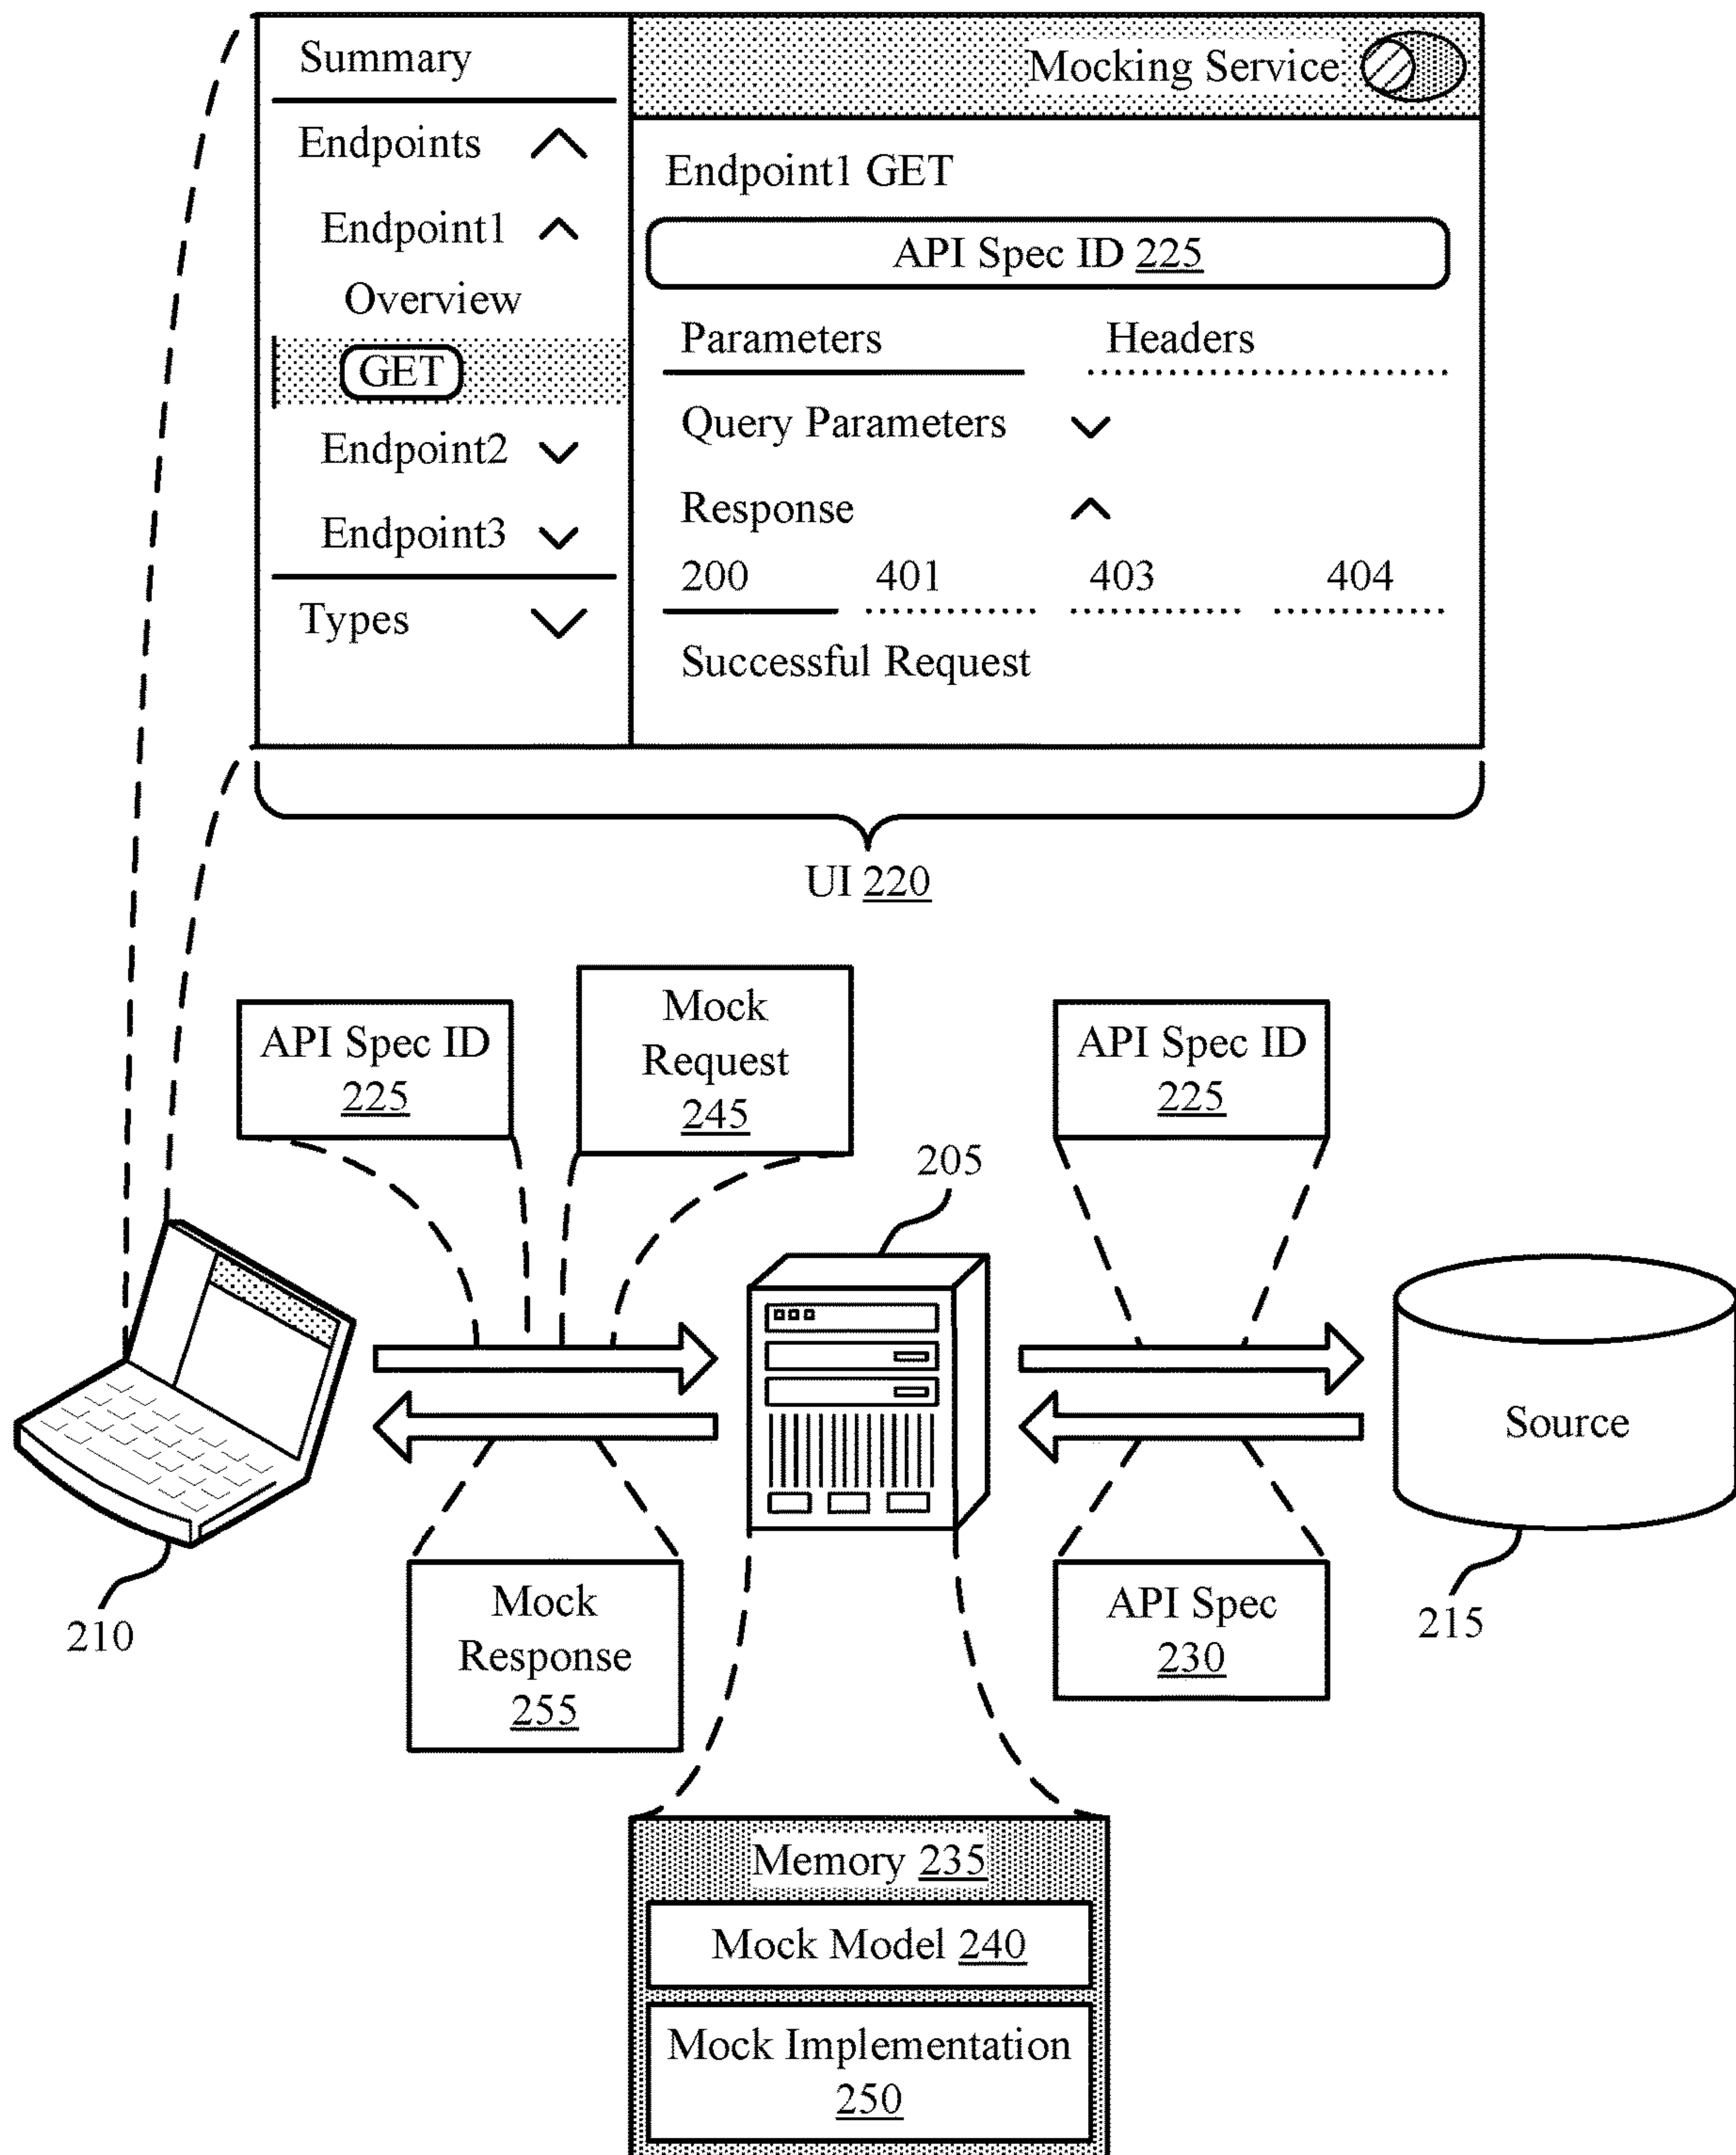 Summary
Endpoints
Endpoint1
Overview
GET
Endpoint2
Endpoint3
Types
Mocking Service
Endpoint1 GET
API Spec ID 225
Parameters Headers
Query Parameters
Response
200 401 403 404
Successful Request
UI 220
API Spec ID
225
Mock
Request
245
API Spec ID
225
205
Source
210
Mock
Response
255
API Spec
230
215
Memory 235
Mock Model 240
Mock Implementation
250